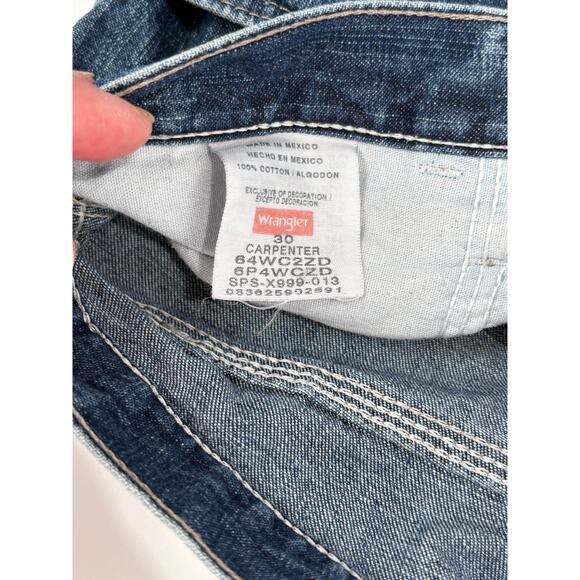 MADE IN MEXICO
HECHO EN MEXICO
100% COTTON / ALGODON
EXCLUSIVE OF DECORATION /
EXCEPTO DECORACION
Wrangler
30
CARPENTER
64WC2ZD
6P4WCZD
SPS-X999-013
083625902591